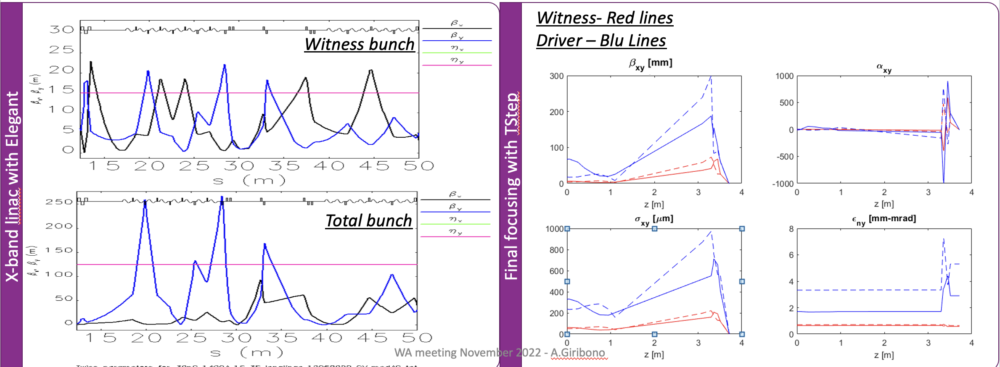 X-band linac with Elegant
30
25
20
15
10
5
0
βx, βy (m)
Witness bunch
βx
βy
ηx
ηy
15 20 25 30 35 40 45 50
s (m)
250
200
150
100
50
0
βx, βy (m)
Total bunch
βx
βy
ηx
ηy
15 20 25 30 35 40 45 50
s (m)
Final focusing with TStep
Witness- Red lines
Driver – Blu Lines
βxy [mm]
300
200
100
0
0 1 2 3 4
z [m]
αxy
1000
500
0
-500
-1000
0 1 2 3 4
z [m]
σxy [μm]
1000
800
600
400
200
0
0 1 2 3 4
z [m]
ϵny [mm-mrad]
8
6
4
2
0
0 1 2 3 4
z [m]
WA meeting November 2022 - A.Giribono